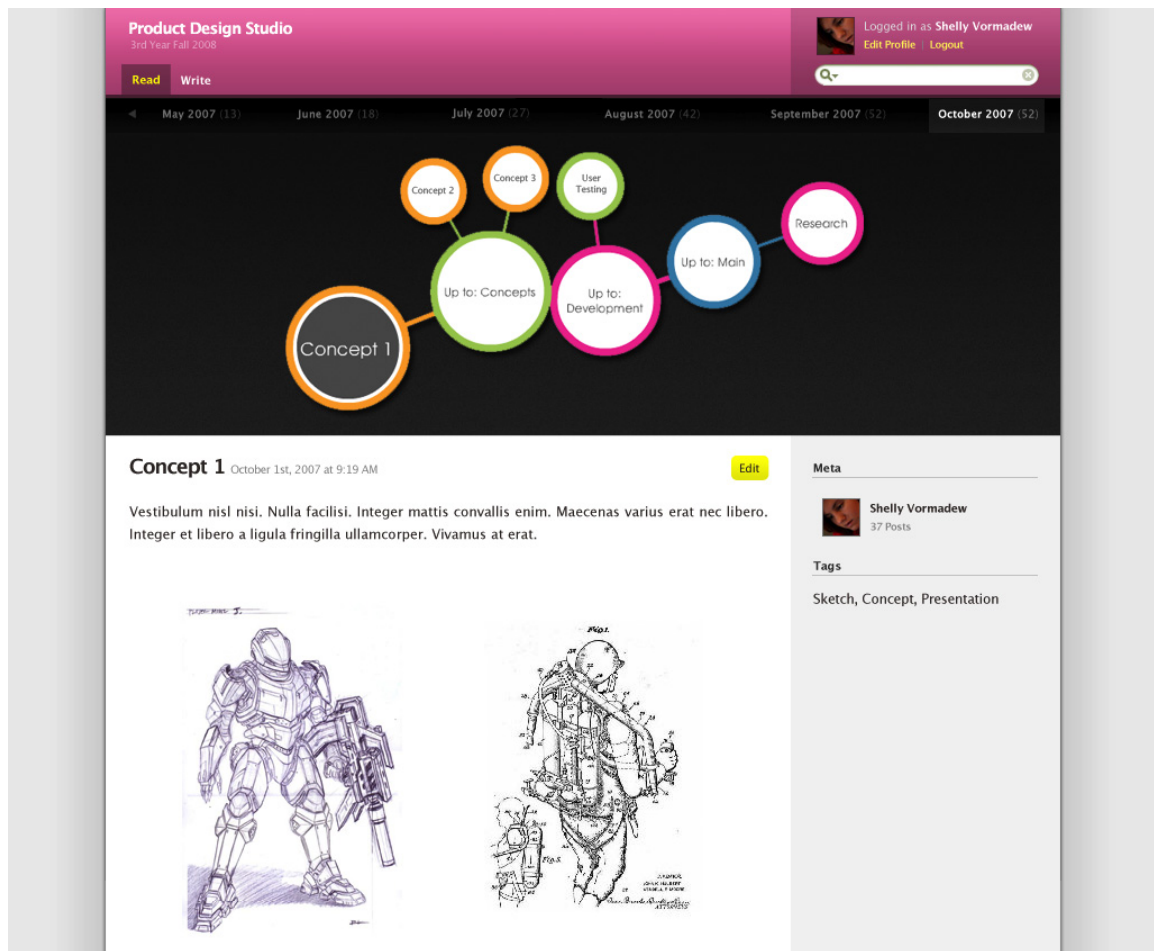 Product Design Studio
3rd Year Fall 2008
Logged in as Shelly Vormadew
Edit Profile | Logout
Read Write
May 2007 (13) June 2007 (18) July 2007 (27) August 2007 (42) September 2007 (52) October 2007 (52)
Concept 2
Concept 3
User
Testing
Research
Up to: Main
Up to: Concepts
Up to:
Development
Concept 1
Concept 1 October 1st, 2007 at 9:19 AM
Edit
Vestibulum nisl nisi. Nulla facilisi. Integer mattis convallis enim. Maecenas varius erat nec libero.
Integer et libero a ligula fringilla ullamcorper. Vivamus at erat.
Meta
Shelly Vormadew
37 Posts
Tags
Sketch, Concept, Presentation
Fig.1.
Fig.5.